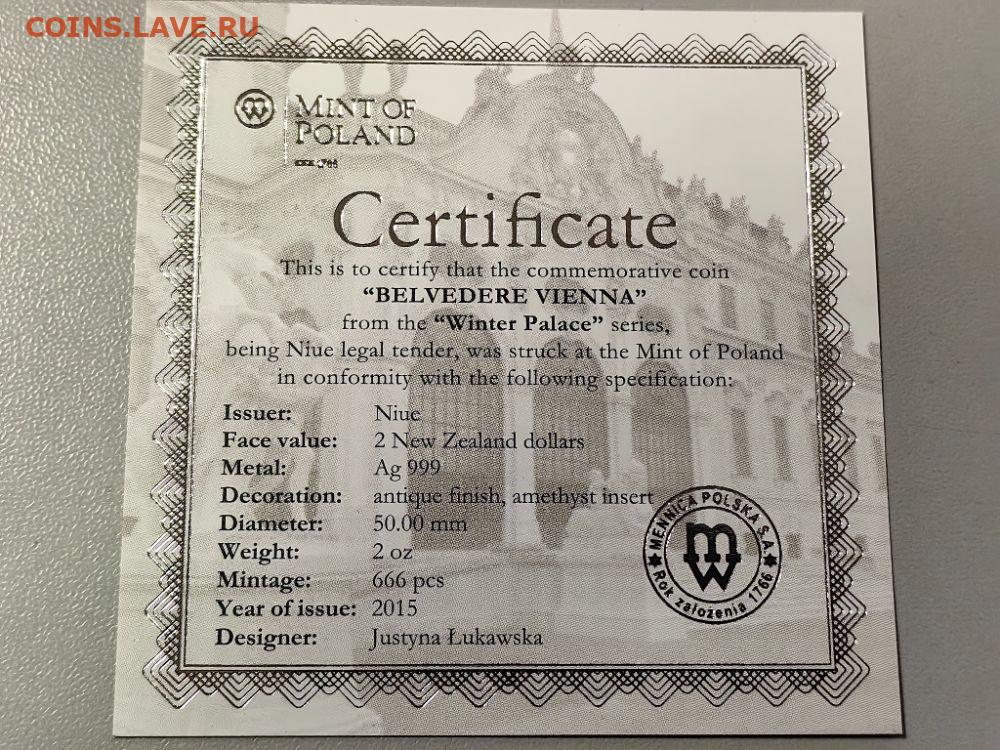 COINS.LAVE.RU
MINT OF
POLAND
1766
Certificate
This is to certify that the commemorative coin
“BELVEDERE VIENNA”
from the “Winter Palace” series,
being Niue legal tender, was struck at the Mint of Poland
in conformity with the following specification:
Issuer: Niue
Face value: 2 New Zealand dollars
Metal: Ag 999
Decoration: antique finish, amethyst insert
Diameter: 50.00 mm
Weight: 2 oz
Mintage: 666 pcs
Year of issue: 2015
Designer: Justyna Łukawska
MENNICA POLSKA S.A.
Rok założenia 1766